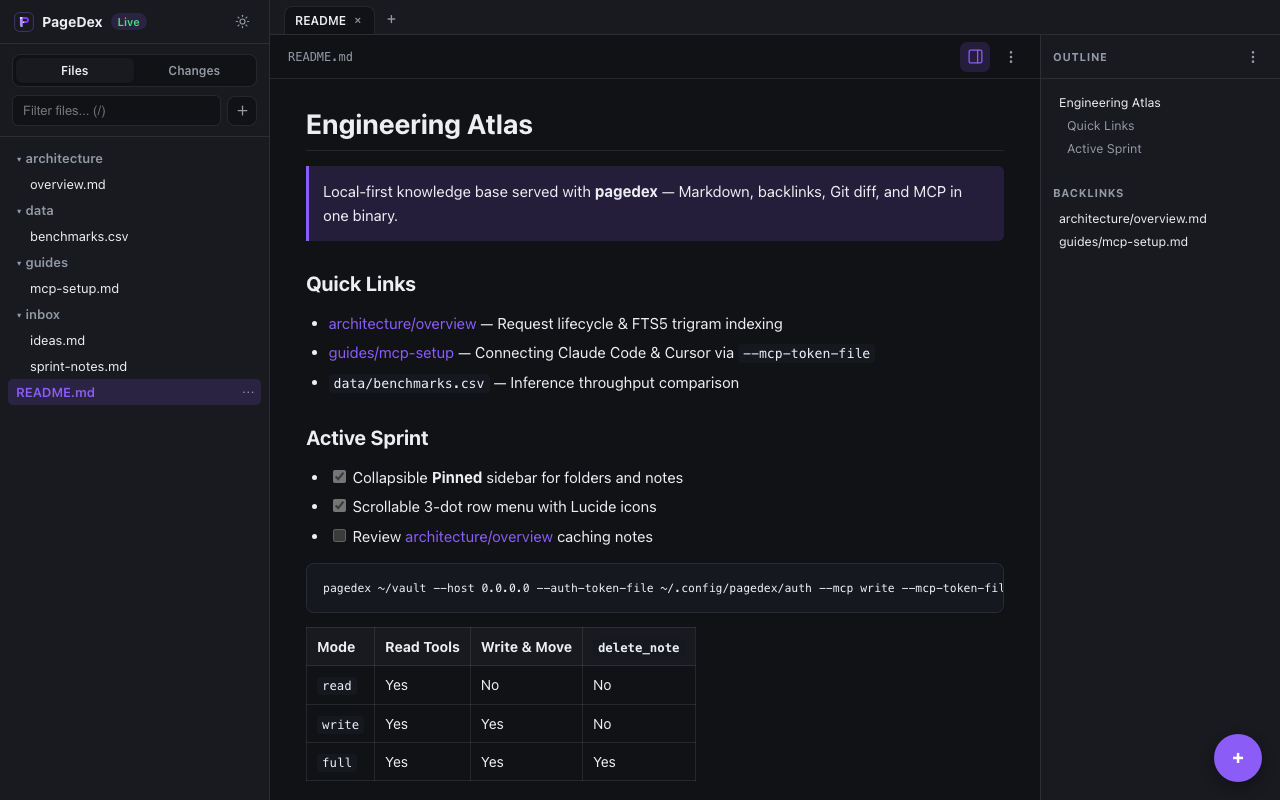 PageDex Live
Files Changes
Filter files... (/)
architecture
overview.md
data
benchmarks.csv
guides
mcp-setup.md
inbox
ideas.md
sprint-notes.md
README.md
README × +
README.md
Engineering Atlas
Local-first knowledge base served with pagedex — Markdown, backlinks, Git diff, and MCP in
one binary.
Quick Links
• architecture/overview — Request lifecycle & FTS5 trigram indexing
• guides/mcp-setup — Connecting Claude Code & Cursor via --mcp-token-file
• data/benchmarks.csv — Inference throughput comparison
Active Sprint
• Collapsible Pinned sidebar for folders and notes
• Scrollable 3-dot row menu with Lucide icons
• Review architecture/overview caching notes
pagedex ~/vault --host 0.0.0.0 --auth-token-file ~/.config/pagedex/auth --mcp write --mcp-token-fil
Mode Read Tools Write & Move delete_note
read Yes No No
write Yes Yes No
full Yes Yes Yes
OUTLINE
Engineering Atlas
Quick Links
Active Sprint
BACKLINKS
architecture/overview.md
guides/mcp-setup.md
+